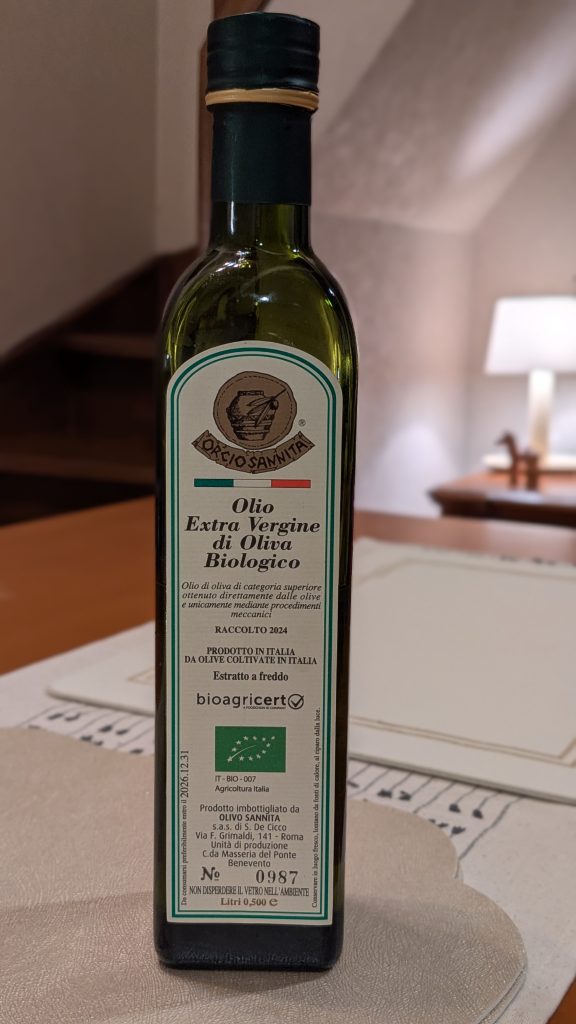 ORCIO SANNITA
®
Olio
Extra Vergine
di Oliva
Biologico
Olio di oliva di categoria superiore
ottenuto direttamente dalle olive
e unicamente mediante procedimenti
meccanici
RACCOLTO 2024
PRODOTTO IN ITALIA
DA OLIVE COLTIVATE IN ITALIA
Estratto a freddo
bioagricert
A FOODCHAIN ID COMPANY
IT - BIO - 007
Agricoltura Italia
Prodotto imbottigliato da
OLIVO SANNITA
s.a.s. di S. De Cicco
Via F. Grimaldi, 141 - Roma
Unità di produzione
C.da Masseria del Ponte
Benevento
No 0987
NON DISPERDERE IL VETRO NELL'AMBIENTE
Litri 0,500 e
Da consumarsi preferibilmente entro il 2026.12.31
Conservare in luogo fresco, lontano da fonti di calore, al riparo dalla luce.